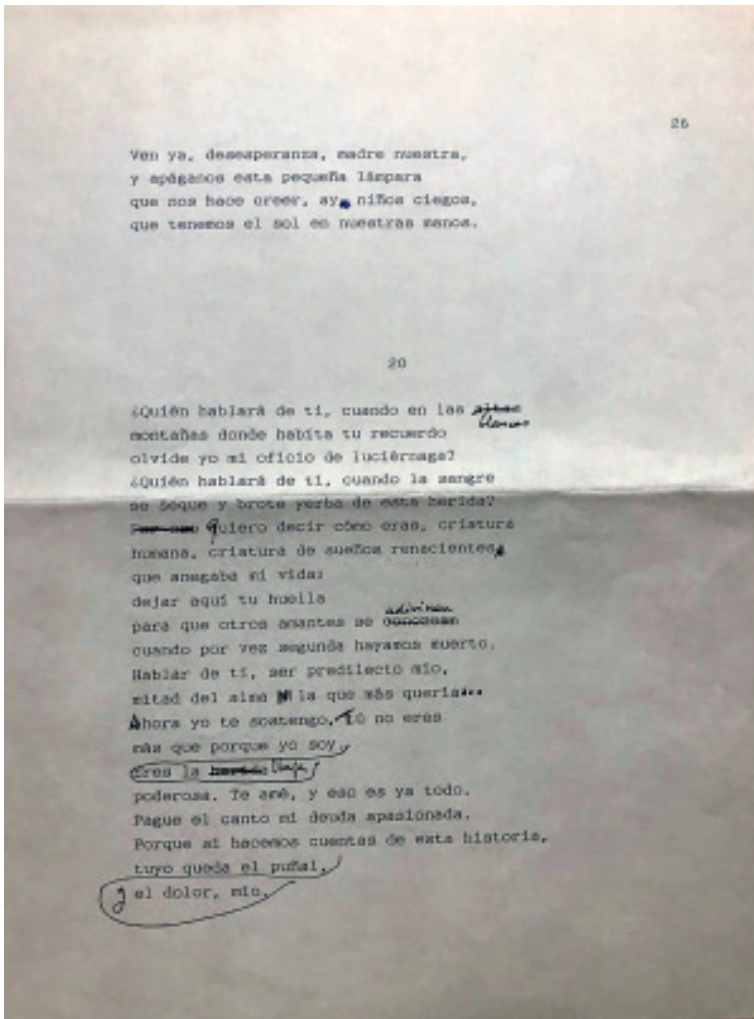 26
Ven ya, desesperanza, madre nuestra,
y apáganos esta pequeña lámpara
que nos hace creer, ay, niños ciegos,
que tenemos el sol en nuestras manos.
20
¿Quién hablará de ti, cuando en las altas
blancas
montañas donde habita tu recuerdo
olvide yo mi oficio de luciérnaga?
¿Quién hablará de ti, cuando la sangre
se seque y brote yerba de esta herida?
Por eso Quiero decir cómo eras, criatura
humana, criatura de sueños renacientes,
que anegaba mi vida:
dejar aquí tu huella
adivinen
para que otros amantes se conozcan
cuando por vez segunda hayamos muerto.
Hablar de ti, ser predilecto mío,
mitad del alma la que más quería...
Ahora yo te sostengo. Tú no eres
más que porque yo soy,
Eres la llaga
poderosa. Te amé, y eso es ya todo.
Pague el canto mi deuda apasionada.
Porque si hacemos cuentas de esta historia,
tuyo queda el puñal,
y el dolor, mío.